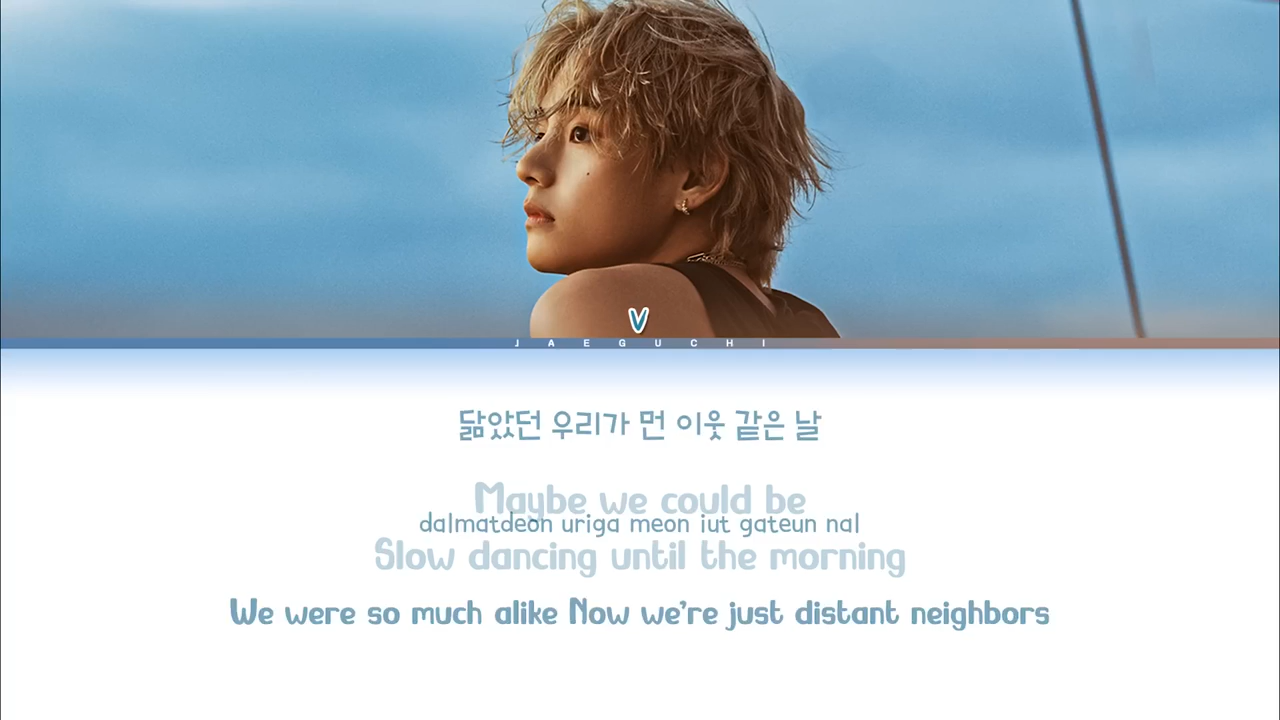 V
JAEGUCHI
닮았던 우리가 먼 이웃 같은 날
Maybe we could be
dalmatdeon uriga meon iut gateun nal
Slow dancing until the morning
We were so much alike Now we're just distant neighbors